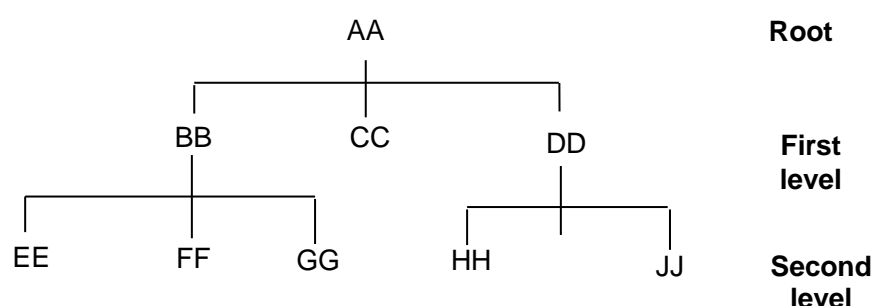 AA Root
BB CC DD First
level
EE FF GG HH JJ Second
level